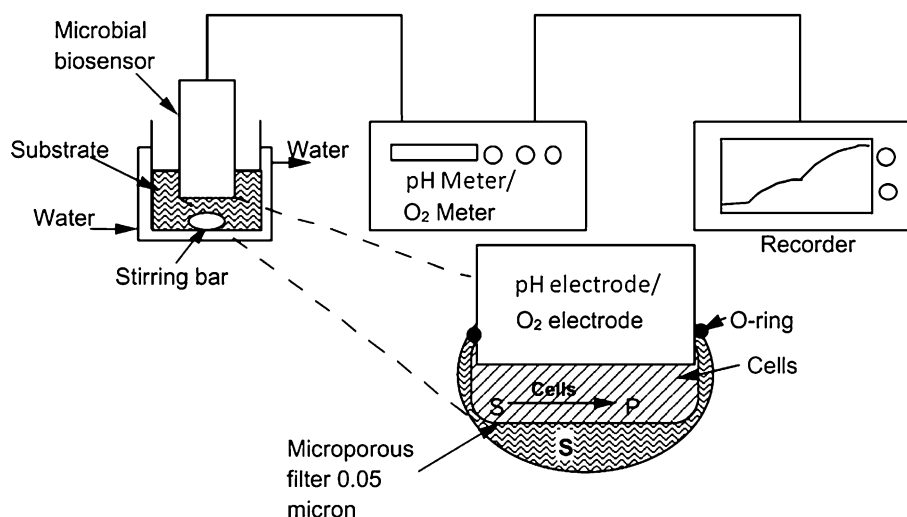 Microbial
biosensor
Substrate
Water
Water
Stirring bar
pH Meter/
O₂ Meter
Recorder
pH electrode/
O₂ electrode
O-ring
Cells
Cells
S
P
S
Microporous
filter 0.05
micron